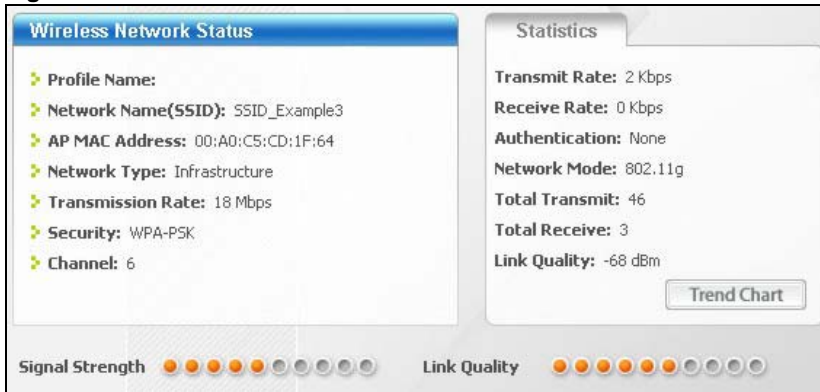 Wireless Network Status
Profile Name:
Network Name(SSID): SSID_Example3
AP MAC Address: 00:A0:C5:CD:1F:64
Network Type: Infrastructure
Transmission Rate: 18 Mbps
Security: WPA-PSK
Channel: 6
Statistics
Transmit Rate: 2 Kbps
Receive Rate: 0 Kbps
Authentication: None
Network Mode: 802.11g
Total Transmit: 46
Total Receive: 3
Link Quality: -68 dBm
Trend Chart
Signal Strength
Link Quality